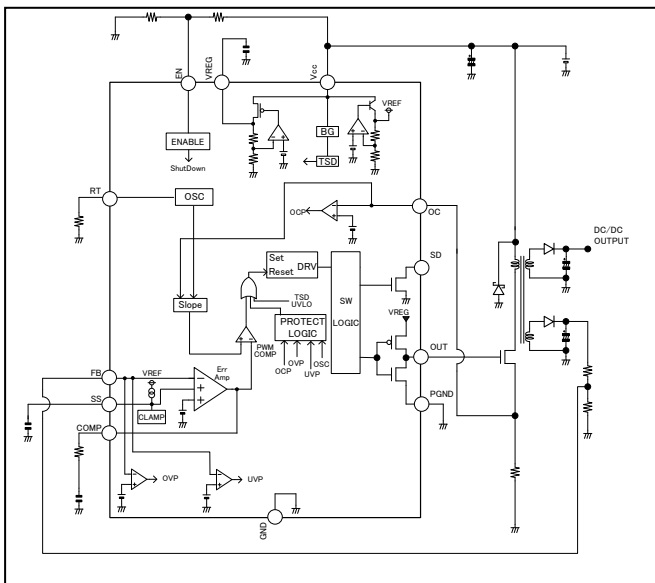 EN
VREG
Vcc
VREF
ENABLE
BG
ShutDown
TSD
RT
OSC
OCP
OC
DC/DC
OUTPUT
Set
Reset
DRV
SD
SW
LOGIC
TSD
UVLO
VREG
Slope
PROTECT
LOGIC
PWM
COMP
OUT
OCP
OVP
UVP
OSC
FB
VREF
Err
Amp
SS
CLAMP
PGND
COMP
OVP
UVP
GND